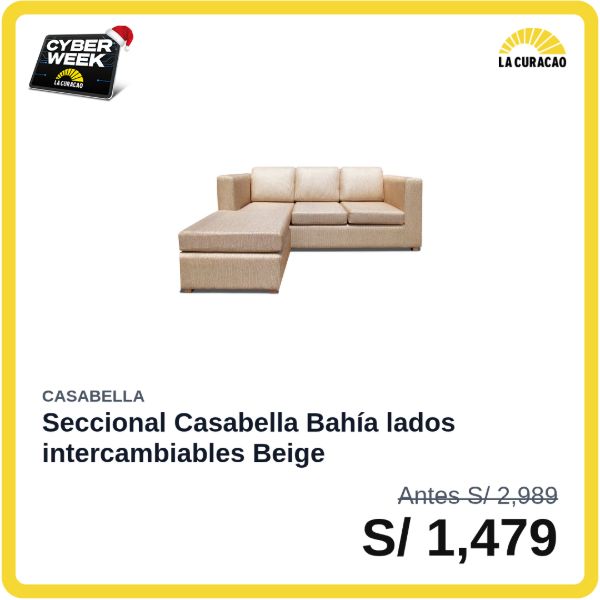 CYBER
WEEK
LA CURACAO
LA CURACAO
CASABELLA
Seccional Casabella Bahía lados
intercambiables Beige
Antes S/ 2,989
S/ 1,479